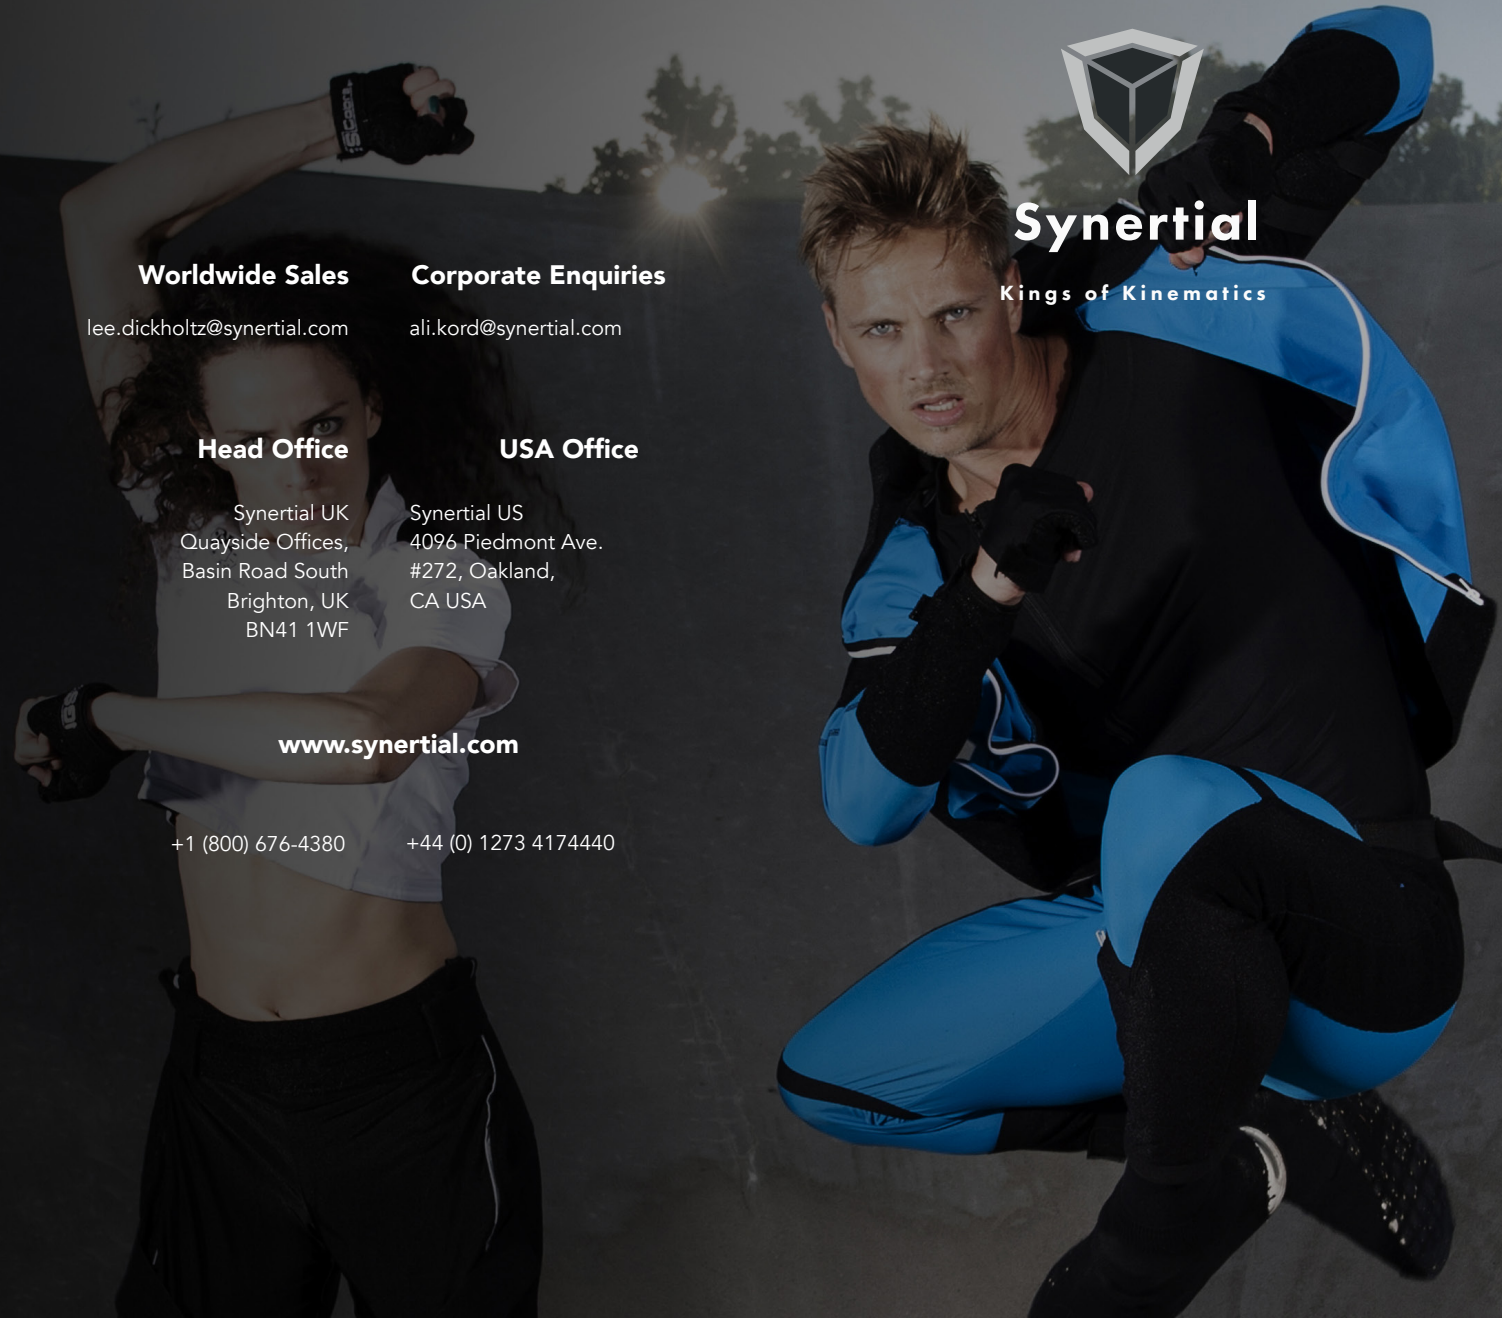 Synertial
Kings of Kinematics
Worldwide Sales
lee.dickholtz@synertial.com
Corporate Enquiries
ali.kord@synertial.com
Head Office
Synertial UK
Quayside Offices,
Basin Road South
Brighton, UK
BN41 1WF
USA Office
Synertial US
4096 Piedmont Ave.
#272, Oakland,
CA USA
www.synertial.com
+1 (800) 676-4380
+44 (0) 1273 4174440